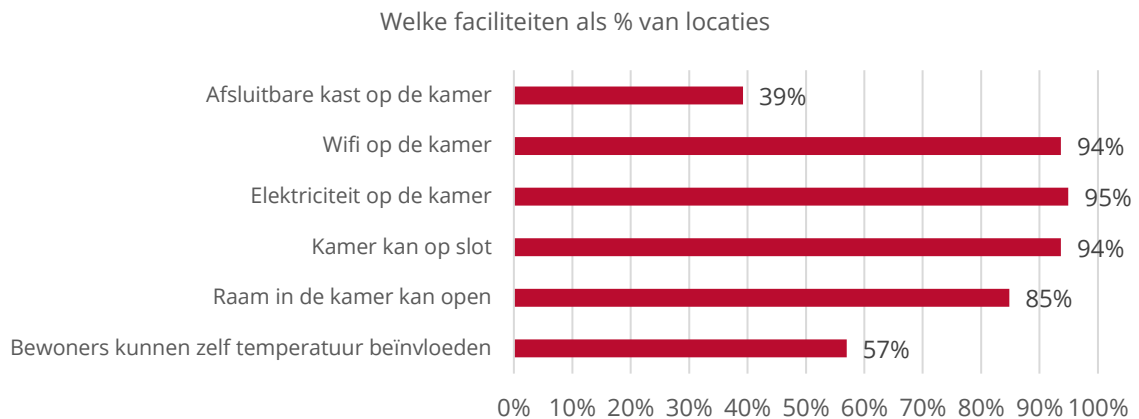 Welke faciliteiten als % van locaties
Afsluitbare kast op de kamer 39%
Wifi op de kamer 94%
Elektriciteit op de kamer 95%
Kamer kan op slot 94%
Raam in de kamer kan open 85%
Bewoners kunnen zelf temperatuur beïnvloeden 57%
0% 10% 20% 30% 40% 50% 60% 70% 80% 90% 100%